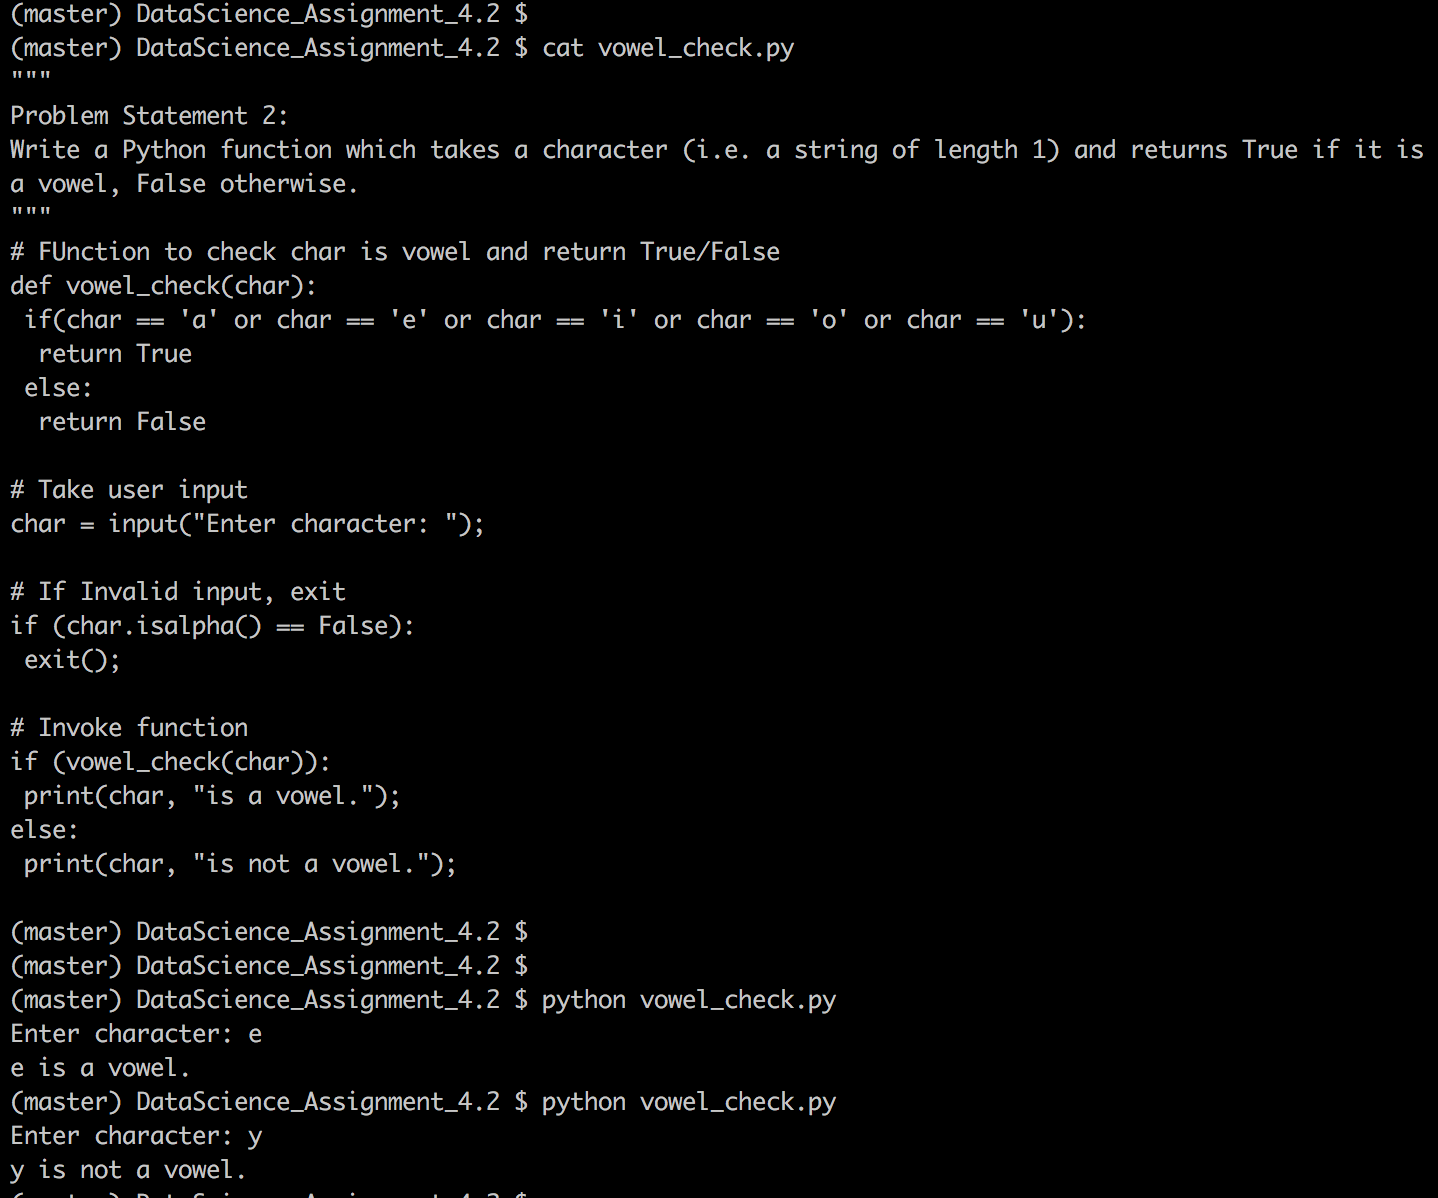 (master) DataScience_Assignment_4.2 $
(master) DataScience_Assignment_4.2 $ cat vowel_check.py
"""
Problem Statement 2:
Write a Python function which takes a character (i.e. a string of length 1) and returns True if it is
a vowel, False otherwise.
"""
# FUnction to check char is vowel and return True/False
def vowel_check(char):
 if(char == 'a' or char == 'e' or char == 'i' or char == 'o' or char == 'u'):
  return True
 else:
  return False

# Take user input
char = input("Enter character: ");

# If Invalid input, exit
if (char.isalpha() == False):
 exit();

# Invoke function
if (vowel_check(char)):
 print(char, "is a vowel.");
else:
 print(char, "is not a vowel.");

(master) DataScience_Assignment_4.2 $
(master) DataScience_Assignment_4.2 $
(master) DataScience_Assignment_4.2 $ python vowel_check.py
Enter character: e
e is a vowel.
(master) DataScience_Assignment_4.2 $ python vowel_check.py
Enter character: y
y is not a vowel.
(master) DataScience_Assignment_4.2 $